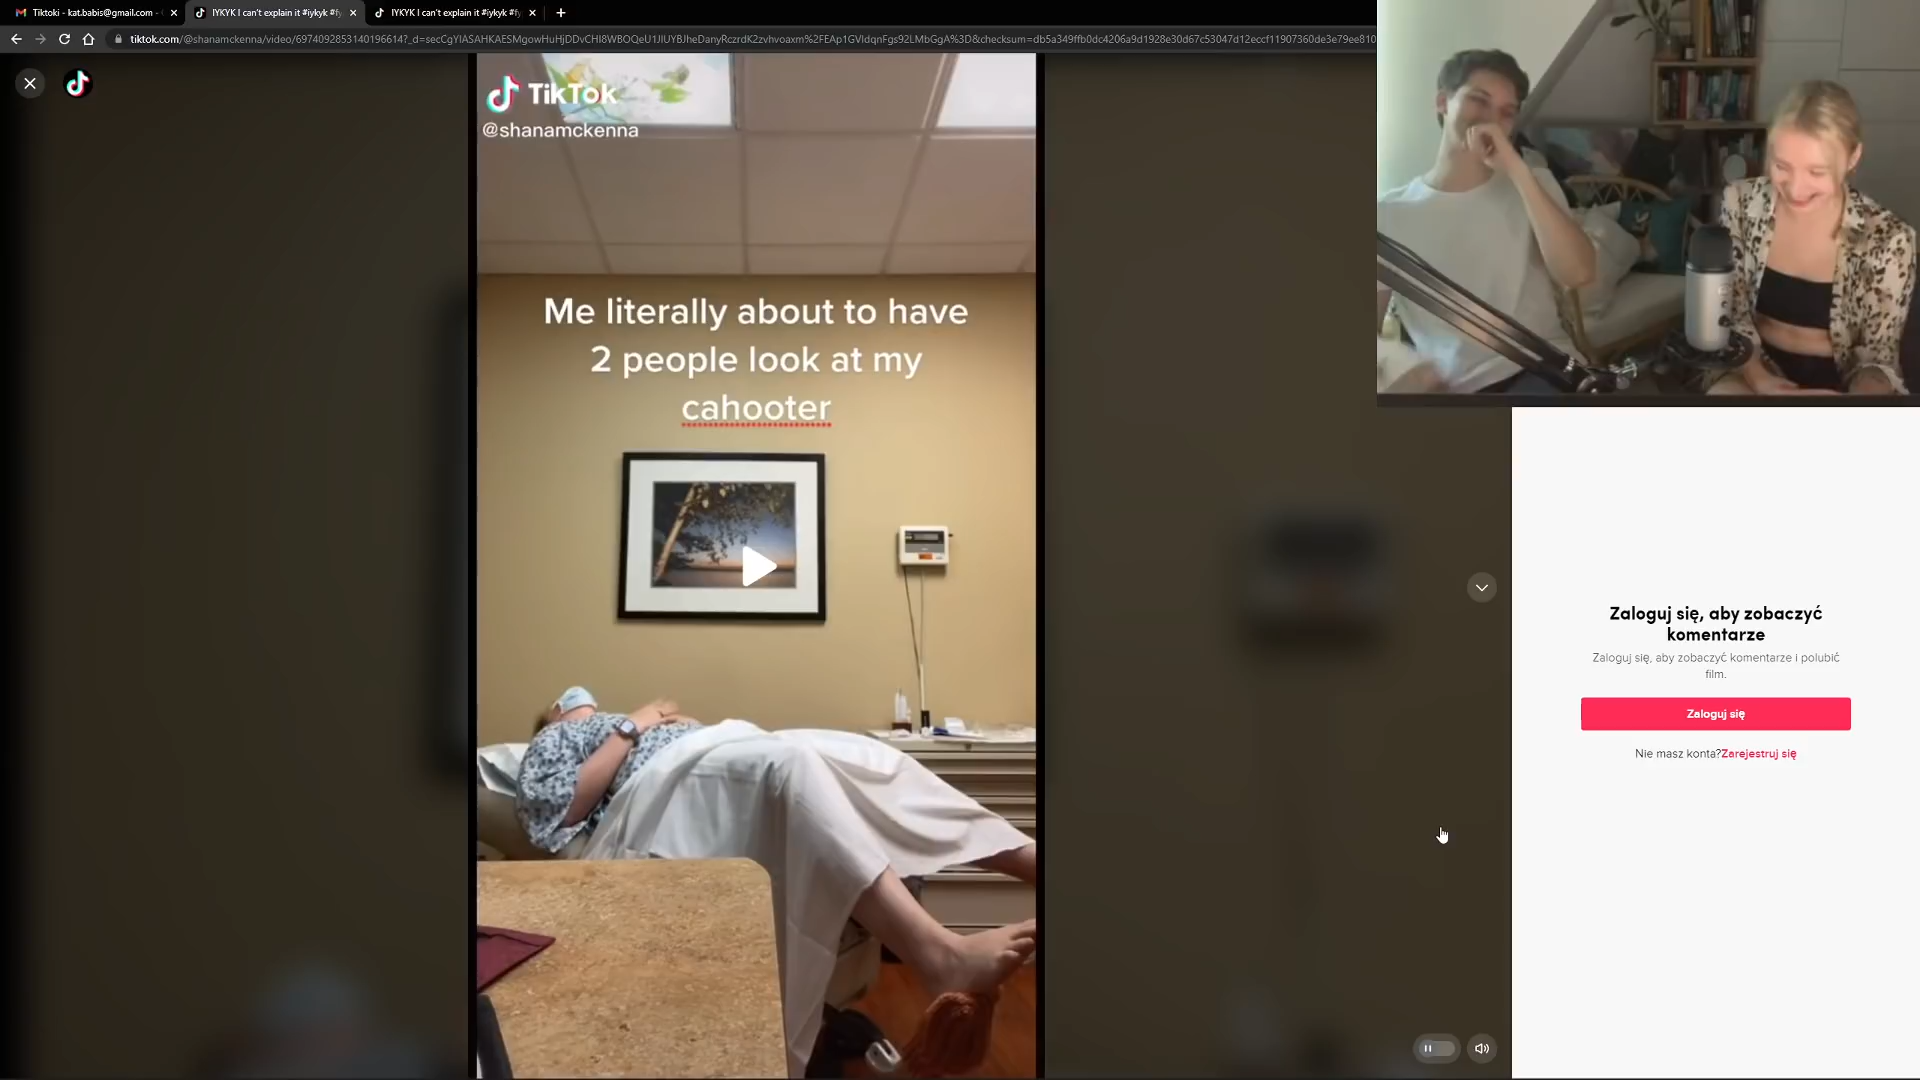 Tiktoki - kat.babis@gmail.com -
IYKYK I can't explain it #iykyk #f
IYKYK I can't explain it #iykyk #f
TikTok
@shanamckenna
Me literally about to have
2 people look at my
cahooter
Zaloguj się, aby zobaczyć
komentarze
Zaloguj się, aby zobaczyć komentarze i polubić
film.
Zaloguj się
Nie masz konta?Zarejestruj się